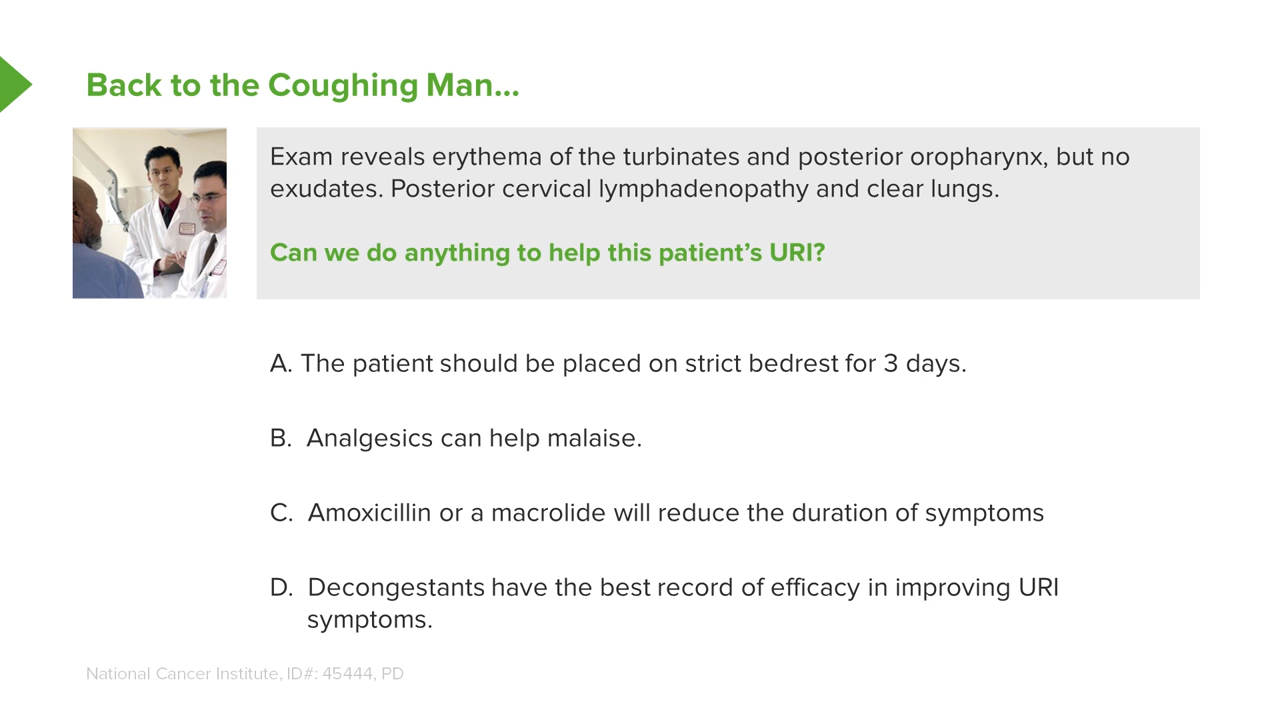 Back to the Coughing Man...
Exam reveals erythema of the turbinates and posterior oropharynx, but no
exudates. Posterior cervical lymphadenopathy and clear lungs.
Can we do anything to help this patient’s URI?
A. The patient should be placed on strict bedrest for 3 days.
B. Analgesics can help malaise.
C. Amoxicillin or a macrolide will reduce the duration of symptoms
D. Decongestants have the best record of efficacy in improving URI
symptoms.
National Cancer Institute, ID#: 45444, PD